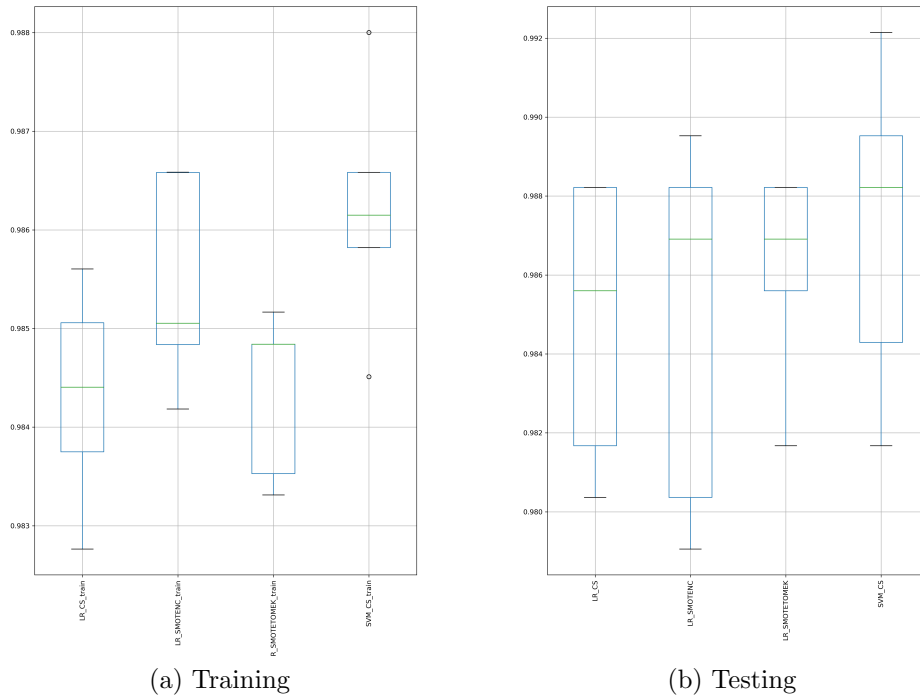 0.988
0.987
0.986
0.985
0.984
0.983
LR_CS_train
LR_SMOTENC_train
R_SMOTETOMEK_train
SVM_CS_train
(a) Training
0.992
0.990
0.988
0.986
0.984
0.982
0.980
LR_CS
LR_SMOTENC
LR_SMOTETOMEK
SVM_CS
(b) Testing